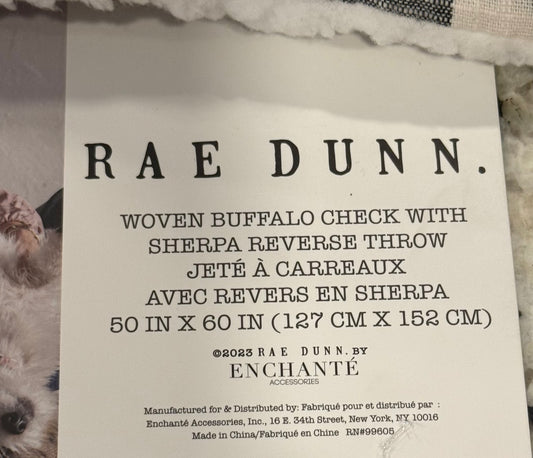 RAE DUNN.
WOVEN BUFFALO CHECK WITH
SHERPA REVERSE THROW
JETÉ À CARREAUX
AVEC REVERS EN SHERPA
50 IN X 60 IN (127 CM X 152 CM)
©2023 RAE DUNN. BY
ENCHANTÉ
ACCESSORIES
Manufactured for & Distributed by: Fabriqué pour et distribué par :
Enchanté Accessories, Inc., 16 E. 34th Street, New York, NY 10016
Made in China/Fabriqué en Chine RN#99605